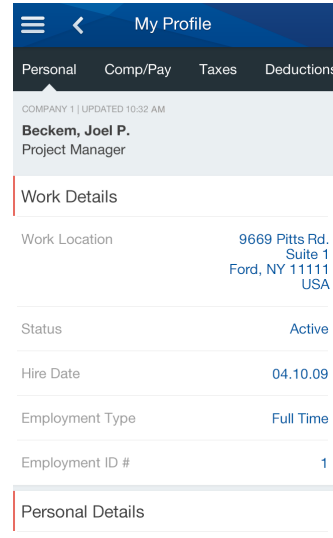 My Profile
Personal Comp/Pay Taxes Deductions
COMPANY 1 | UPDATED 10:32 AM
Beckem, Joel P.
Project Manager
Work Details
Work Location 9669 Pitts Rd.
Suite 1
Ford, NY 11111
USA
Status Active
Hire Date 04.10.09
Employment Type Full Time
Employment ID # 1
Personal Details